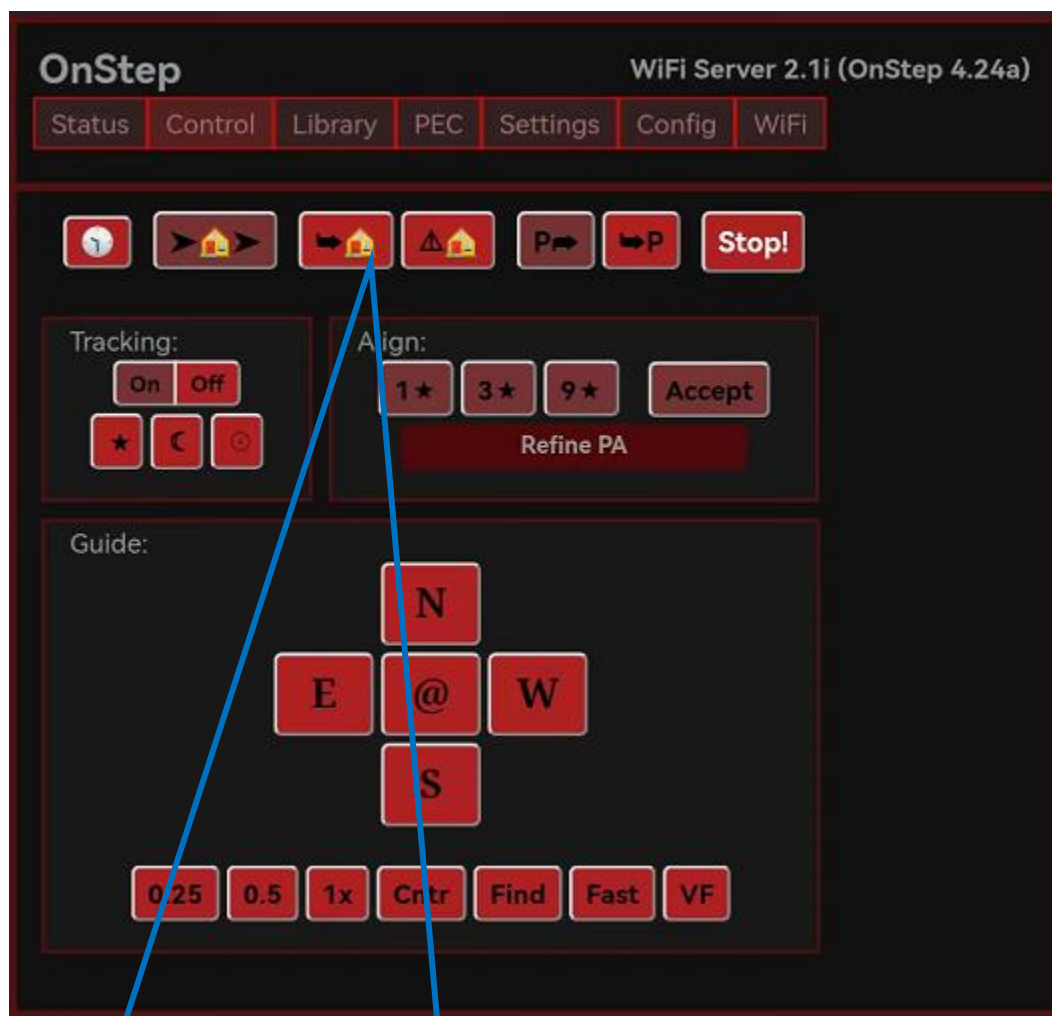 OnStep
WiFi Server 2.1i (OnStep 4.24a)
Status Control Library PEC Settings Config WiFi
➤🏠➤ ⮩🏠 ⚠🏠 P➦ ⮩P Stop!
Tracking:
On Off
★ ☾ ☉
Align:
1★ 3★ 9★ Accept
Refine PA
Guide:
N
E @ W
S
0.25 0.5 1x Cntr Find Fast VF